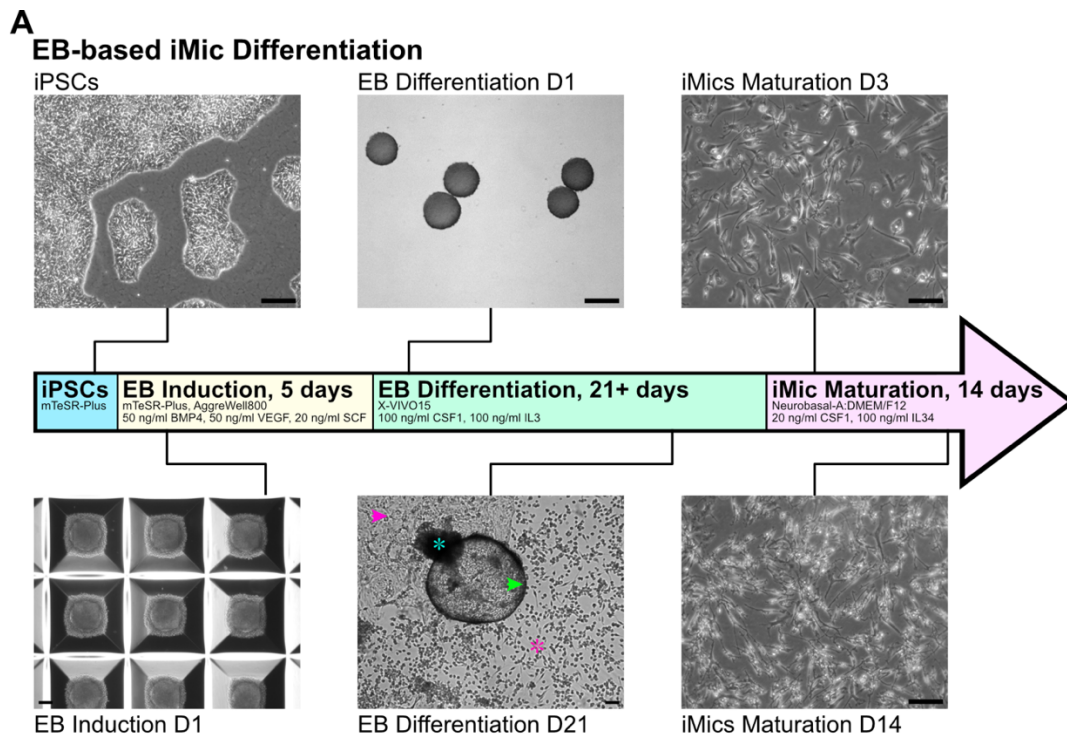 A
EB-based iMic Differentiation
iPSCs
EB Differentiation D1
iMics Maturation D3
iPSCs
mTeSR-Plus
EB Induction, 5 days
mTeSR-Plus, AggreWell800
50 ng/ml BMP4, 50 ng/ml VEGF, 20 ng/ml SCF
EB Differentiation, 21+ days
X-VIVO15
100 ng/ml CSF1, 100 ng/ml IL3
iMic Maturation, 14 days
Neurobasal-A:DMEM/F12
20 ng/ml CSF1, 100 ng/ml IL34
*
*
EB Induction D1
EB Differentiation D21
iMics Maturation D14